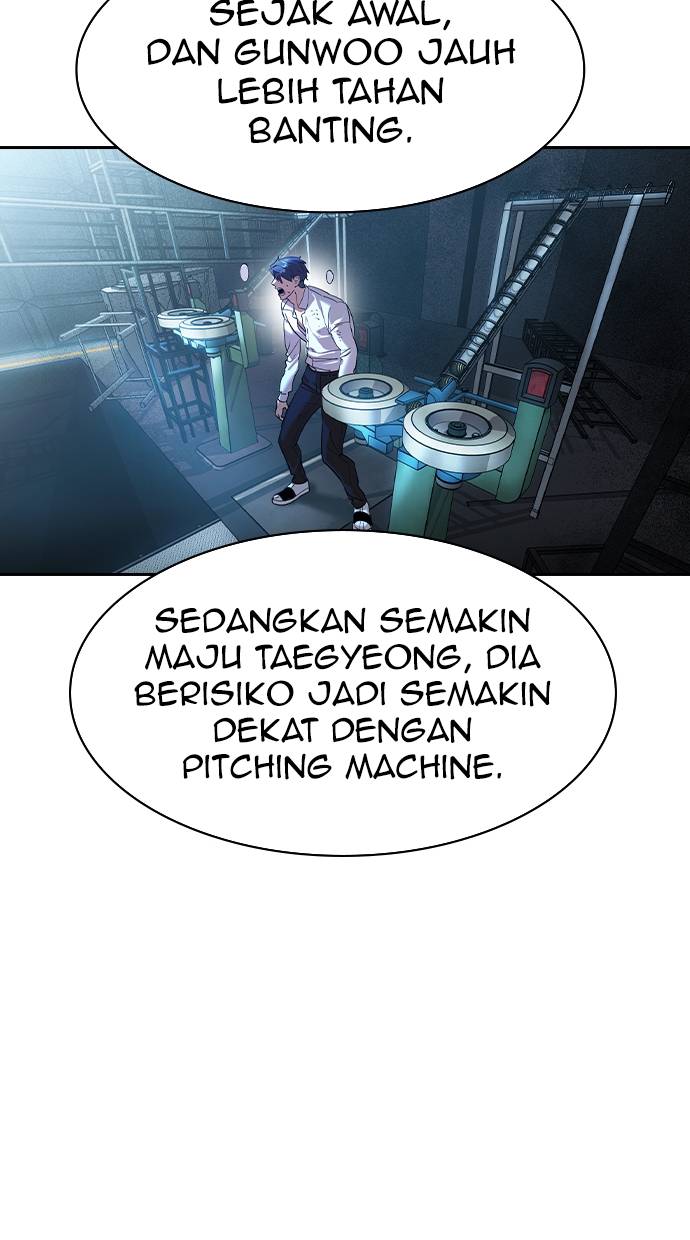 SEJAK AWAL,
DAN GUNWOO JAUH
LEBIH TAHAN
BANTING.
SEDANGKAN SEMAKIN
MAJU TAEGYEONG, DIA
BERISIKO JADI SEMAKIN
DEKAT DENGAN
PITCHING MACHINE.